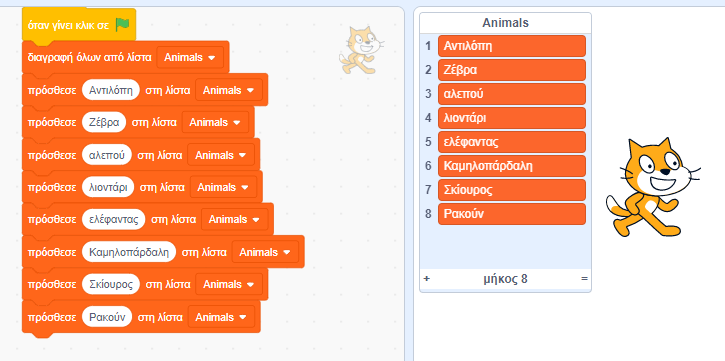 όταν γίνει κλικ σε
διαγραφή όλων από λίστα Animals
πρόσθεσε Αντιλόπη στη λίστα Animals
πρόσθεσε Ζέβρα στη λίστα Animals
πρόσθεσε αλεπού στη λίστα Animals
πρόσθεσε λιοντάρι στη λίστα Animals
πρόσθεσε ελέφαντας στη λίστα Animals
πρόσθεσε Καμηλοπάρδαλη στη λίστα Animals
πρόσθεσε Σκίουρος στη λίστα Animals
πρόσθεσε Ρακούν στη λίστα Animals
Animals
1 Αντιλόπη
2 Ζέβρα
3 αλεπού
4 λιοντάρι
5 ελέφαντας
6 Καμηλοπάρδαλη
7 Σκίουρος
8 Ρακούν
+ μήκος 8 =